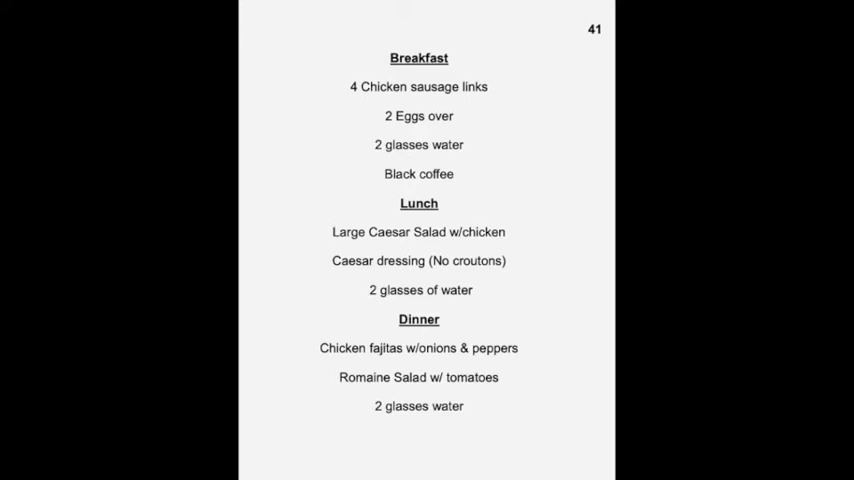 41
Breakfast
4 Chicken sausage links
2 Eggs over
2 glasses water
Black coffee
Lunch
Large Caesar Salad w/chicken
Caesar dressing (No croutons)
2 glasses of water
Dinner
Chicken fajitas w/onions & peppers
Romaine Salad w/ tomatoes
2 glasses water